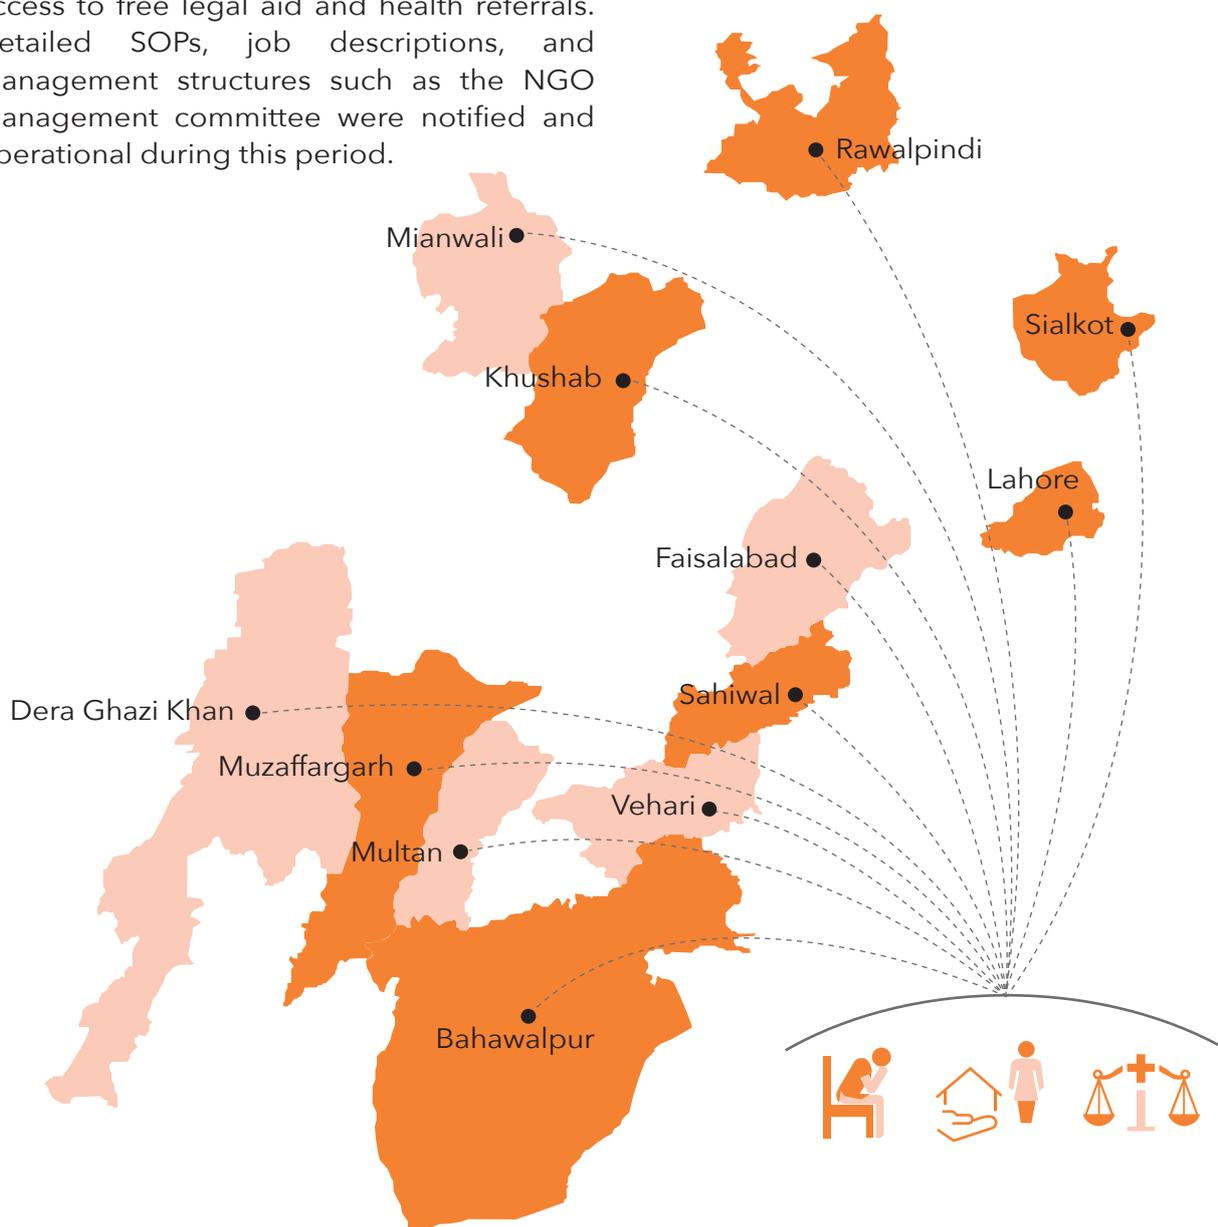 ccess to free legal aid and health referrals.
etailed SOPs, job descriptions, and
anagement structures such as the NGO
anagement committee were notified and
perational during this period.
Rawalpindi
Mianwali
Sialkot
Khushab
Lahore
Faisalabad
Sahiwal
Dera Ghazi Khan
Muzaffargarh
Vehari
Multan
Bahawalpur